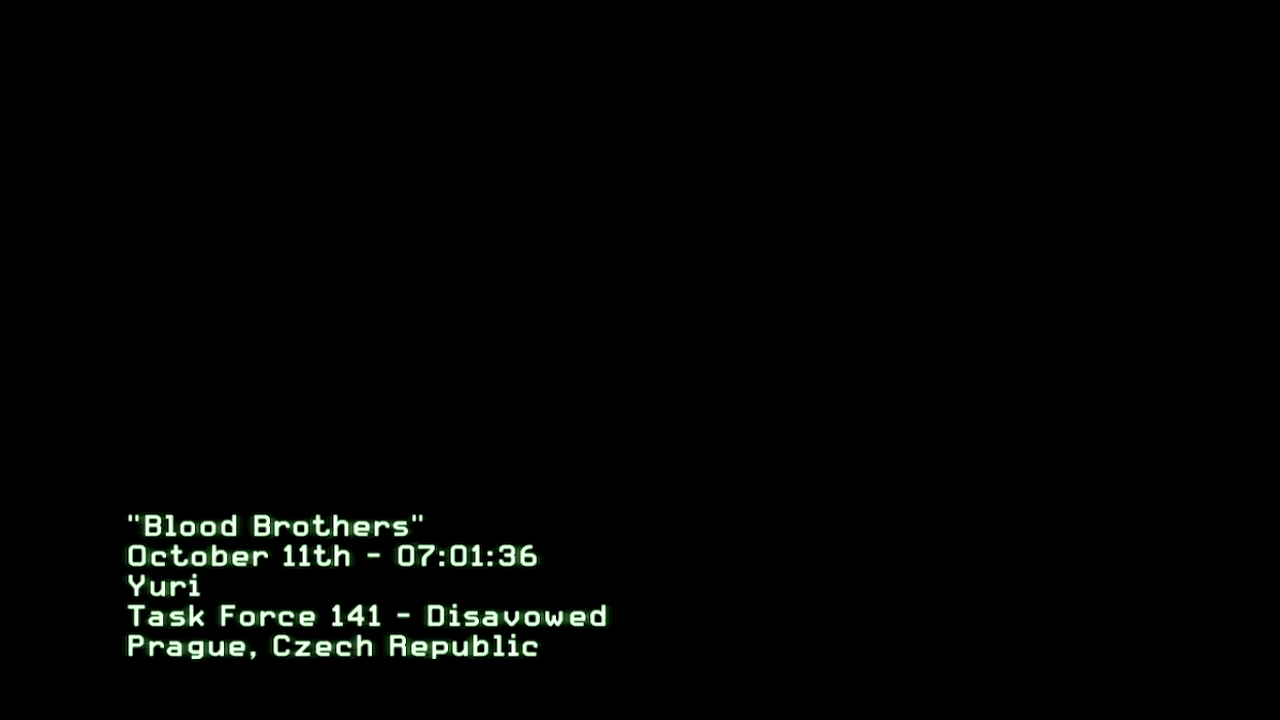 "Blood Brothers"
October 11th - 07:01:36
Yuri
Task Force 141 - Disavowed
Prague, Czech Republic